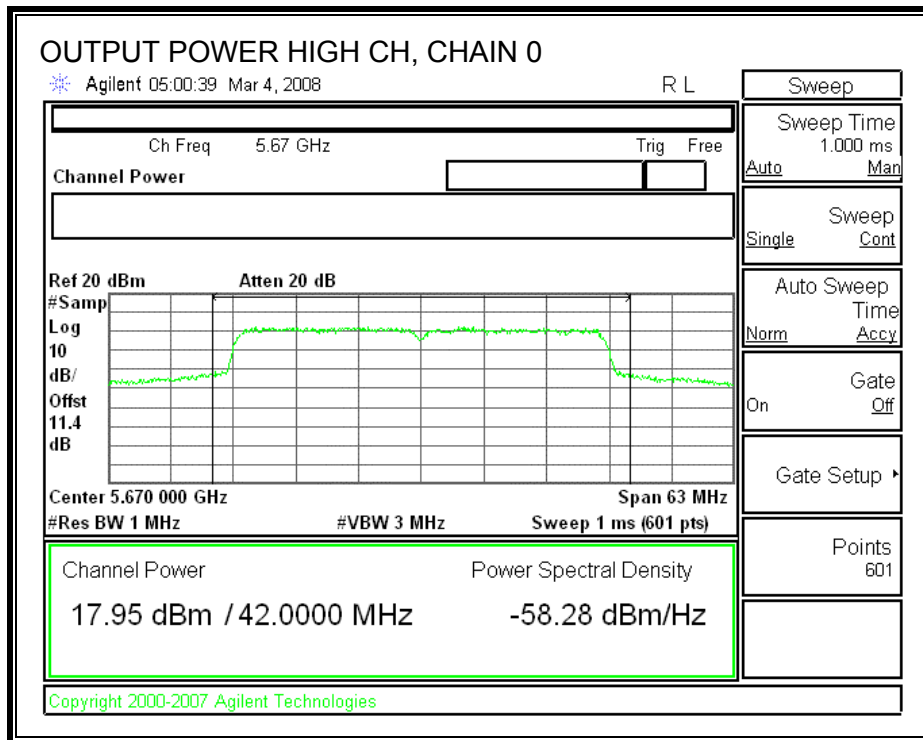 OUTPUT POWER HIGH CH, CHAIN 0
Agilent 05:00:39 Mar 4, 2008 R L
Ch Freq 5.67 GHz Trig Free
Channel Power
Ref 20 dBm Atten 20 dB
#Samp
Log
10
dB/
Offst
11.4
dB
Center 5.670 000 GHz Span 63 MHz
#Res BW 1 MHz #VBW 3 MHz Sweep 1 ms (601 pts)
Channel Power Power Spectral Density
17.95 dBm / 42.0000 MHz -58.28 dBm/Hz
Copyright 2000-2007 Agilent Technologies
Sweep
Sweep Time
1.000 ms
Auto Man
Sweep
Single Cont
Auto Sweep
Time
Norm Accy
Gate
On Off
Gate Setup
Points
601